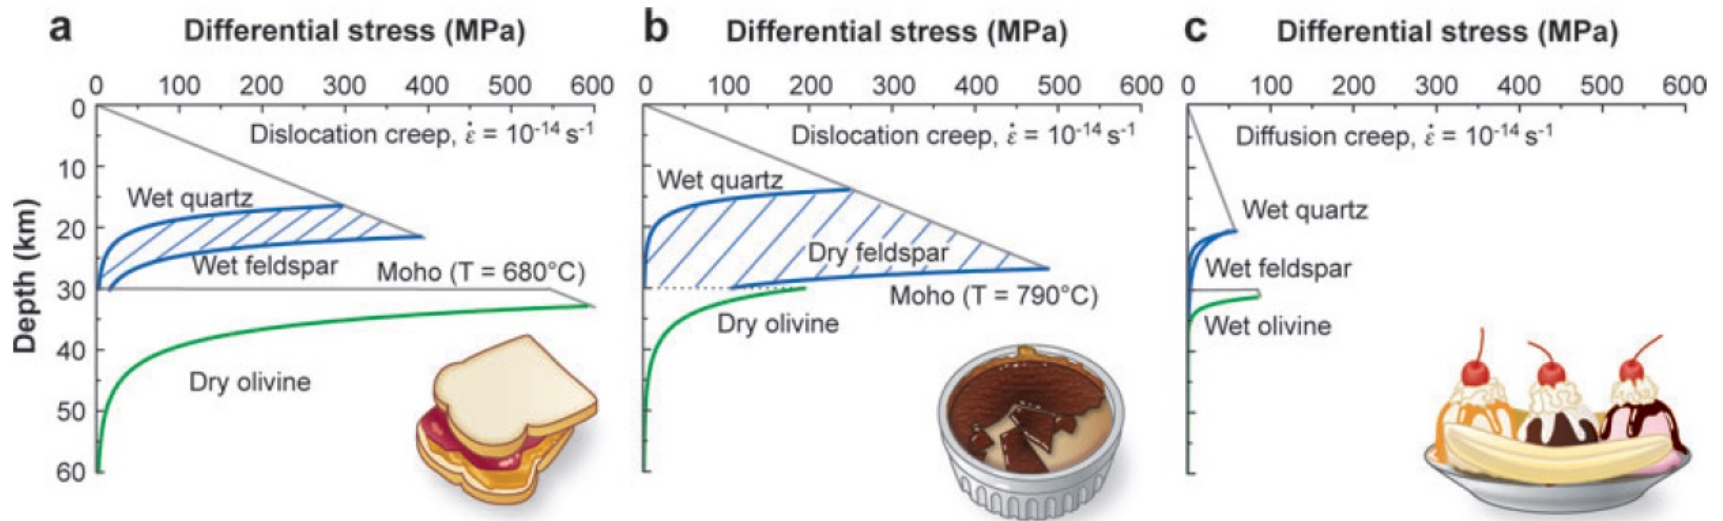 a Differential stress (MPa)
0 100 200 300 400 500 600
Dislocation creep, ε̇ = 10⁻¹⁴ s⁻¹
Wet quartz
Wet feldspar
Moho (T = 680°C)
Dry olivine
Depth (km)
0
10
20
30
40
50
60
b Differential stress (MPa)
0 100 200 300 400 500 600
Dislocation creep, ε̇ = 10⁻¹⁴ s⁻¹
Wet quartz
Dry feldspar
Moho (T = 790°C)
Dry olivine
c Differential stress (MPa)
0 100 200 300 400 500 600
Diffusion creep, ε̇ = 10⁻¹⁴ s⁻¹
Wet quartz
Wet feldspar
Wet olivine